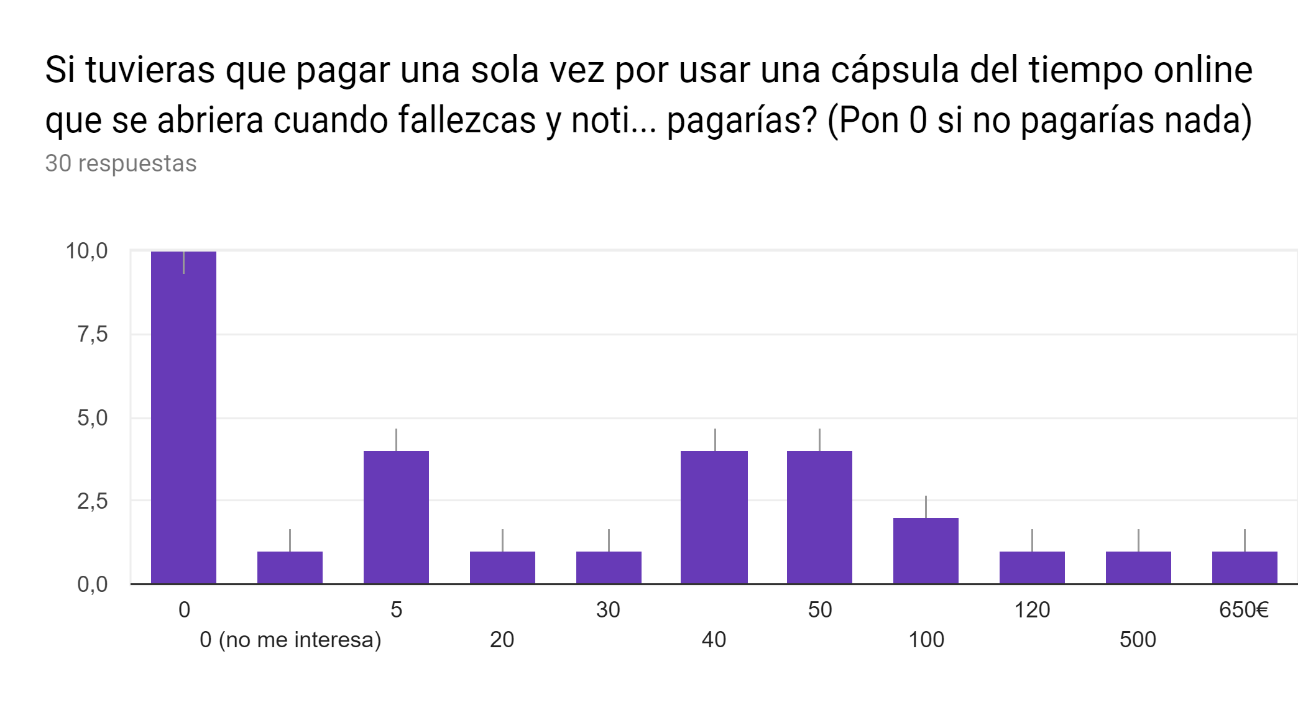 Si tuvieras que pagar una sola vez por usar una cápsula del tiempo online
que se abriera cuando fallezcas y noti... pagarías? (Pon 0 si no pagarías nada)
30 respuestas
10,0
7,5
5,0
2,5
0,0
0 5 30 50 120 650€
0 (no me interesa) 20 40 100 500